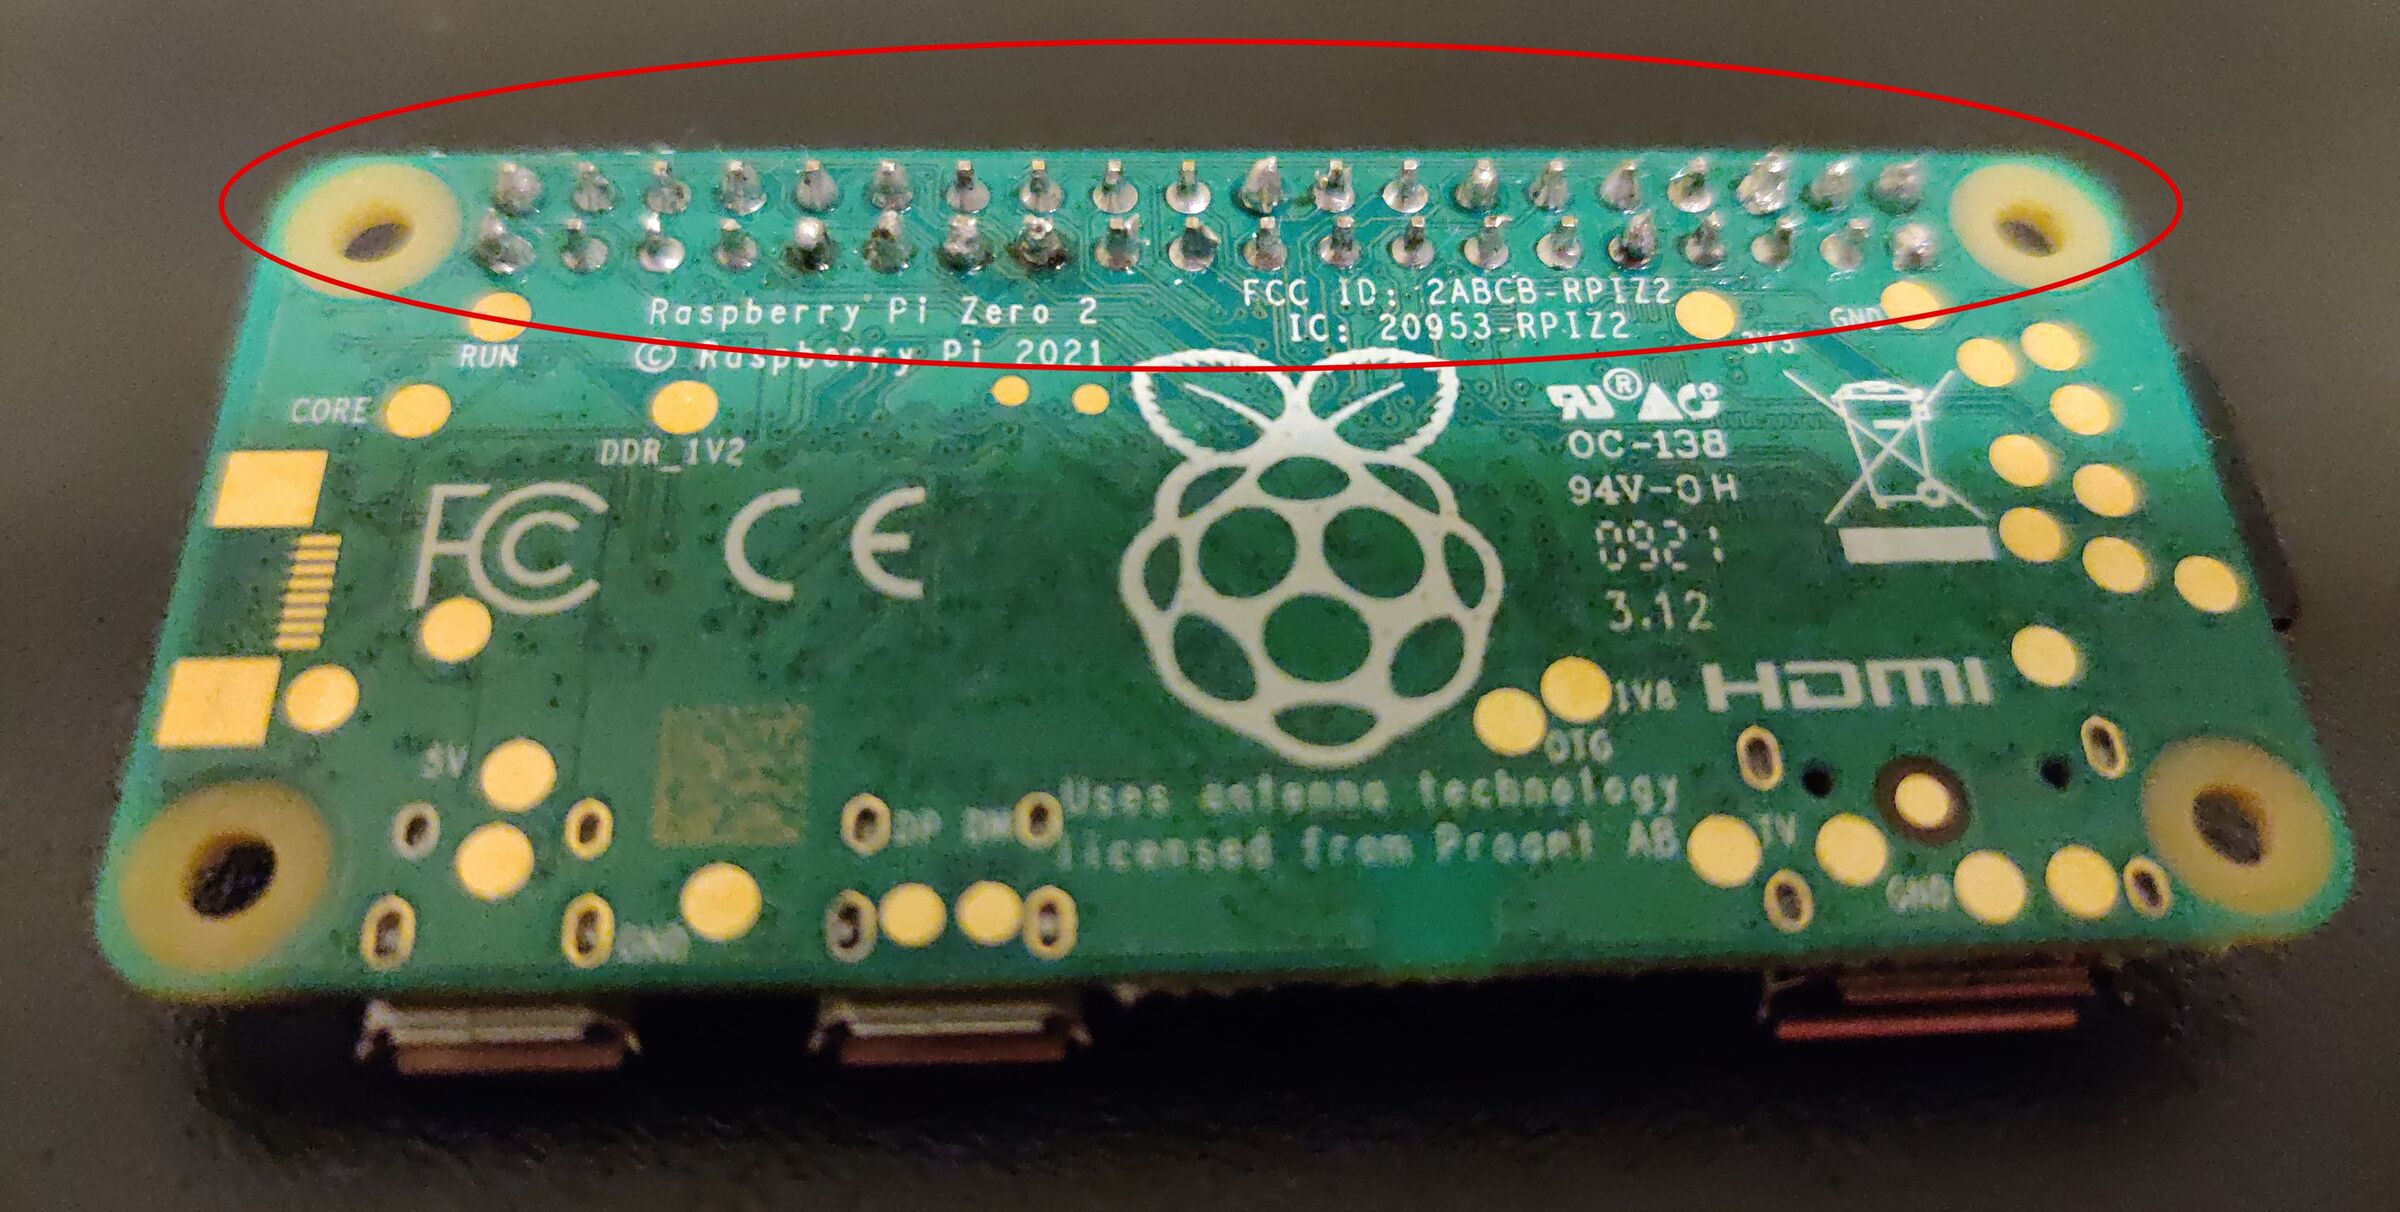 Raspberry Pi Zero 2
© Raspberry Pi 2021
FCC ID: 2ABCB-RPIZ2
IC: 20953-RPIZ2
RUN
3V3
GND
CORE
DDR_1V2
FC
CE
OC-138
94V-0H
0921
3.12
HDMI
1V8
OTG
5V
Uses antenna technology
licensed from Proant AB
DP DM
TV
GND
GND